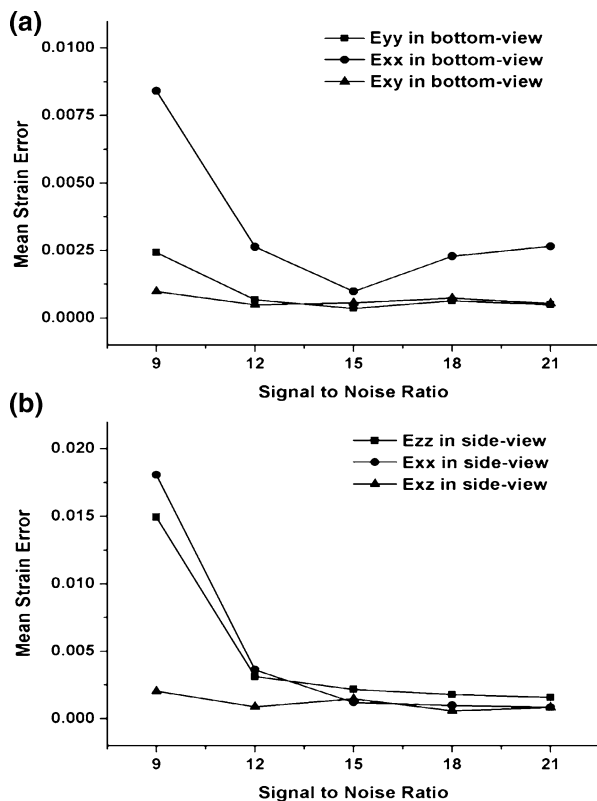 (a)
0.0100
0.0075
0.0050
0.0025
0.0000
Mean Strain Error
Eyy in bottom-view
Exx in bottom-view
Exy in bottom-view
9 12 15 18 21
Signal to Noise Ratio
(b)
0.020
0.015
0.010
0.005
0.000
Mean Strain Error
Ezz in side-view
Exx in side-view
Exz in side-view
9 12 15 18 21
Signal to Noise Ratio